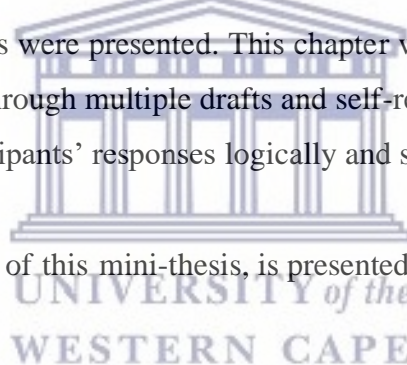 s were presented. This chapter v
rough multiple drafts and self-re
ipants’ responses logically and s
of this mini-thesis, is presented
UNIVERSITY of the
WESTERN CAPE